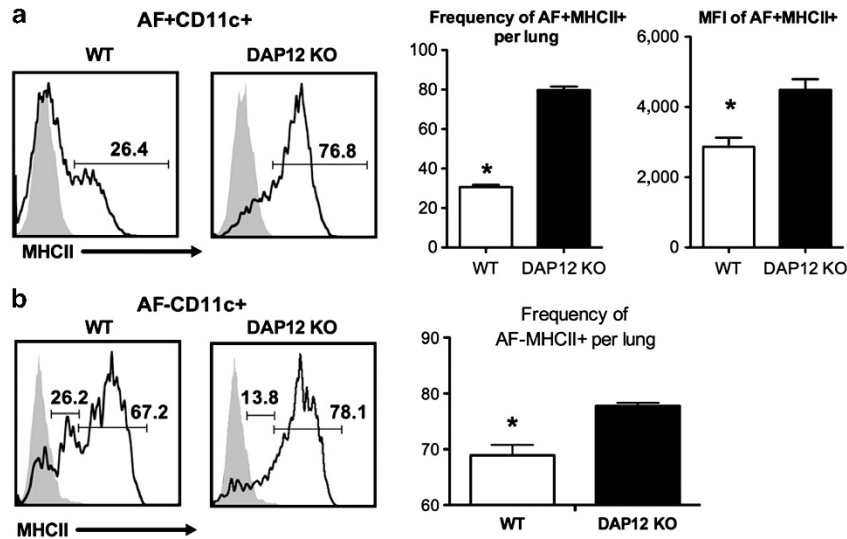 a
AF+CD11c+
WT
DAP12 KO
26.4
76.8
MHCII
Frequency of AF+MHCII+
per lung
100
80
60
40
20
0
*
WT
DAP12 KO
MFI of AF+MHCII+
6,000
4,000
2,000
0
*
WT
DAP12 KO
b
AF-CD11c+
WT
DAP12 KO
26.2
67.2
13.8
78.1
MHCII
Frequency of
AF-MHCII+ per lung
90
80
70
60
*
WT
DAP12 KO